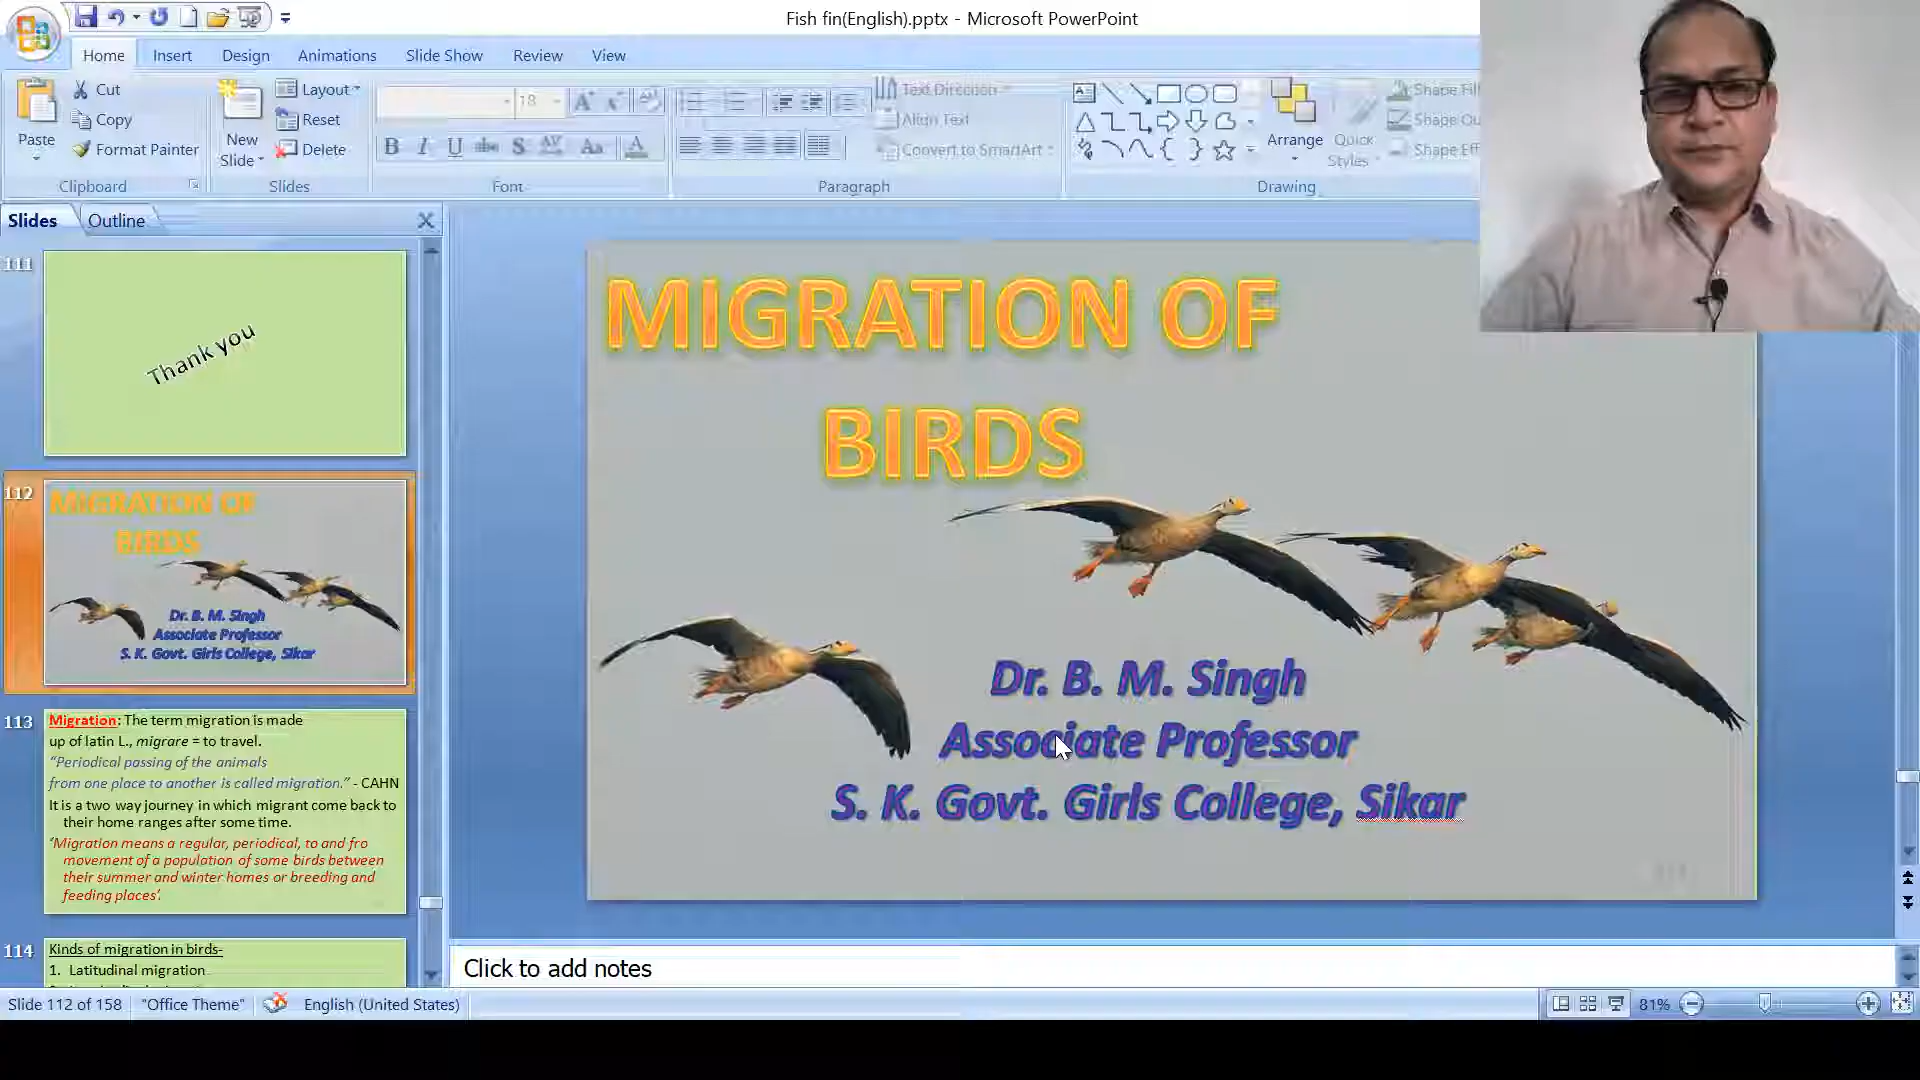 Fish fin(English).pptx - Microsoft PowerPoint
Home Insert Design Animations Slide Show Review View
Paste
Cut
Copy
Format Painter
Clipboard
New
Slide
Layout
Reset
Delete
Slides
18
B I U abc S AV Aa A
Font
Text Direction
Align Text
Convert to SmartArt
Paragraph
Arrange
Quick
Styles
Shape Fill
Shape Ou
Shape Eff
Drawing
Slides Outline
111
Thank you
112
MIGRATION OF
BIRDS
Dr. B. M. Singh
Associate Professor
S. K. Govt. Girls College, Sikar
113
Migration: The term migration is made
up of latin L., migrare = to travel.
“Periodical passing of the animals
from one place to another is called migration.” - CAHN
It is a two way journey in which migrant come back to
their home ranges after some time.
‘Migration means a regular, periodical, to and fro
movement of a population of some birds between
their summer and winter homes or breeding and
feeding places’.
114
Kinds of migration in birds-
1. Latitudinal migration
MIGRATION OF
BIRDS
Dr. B. M. Singh
Associate Professor
S. K. Govt. Girls College, Sikar
Click to add notes
Slide 112 of 158 "Office Theme" English (United States) 81%